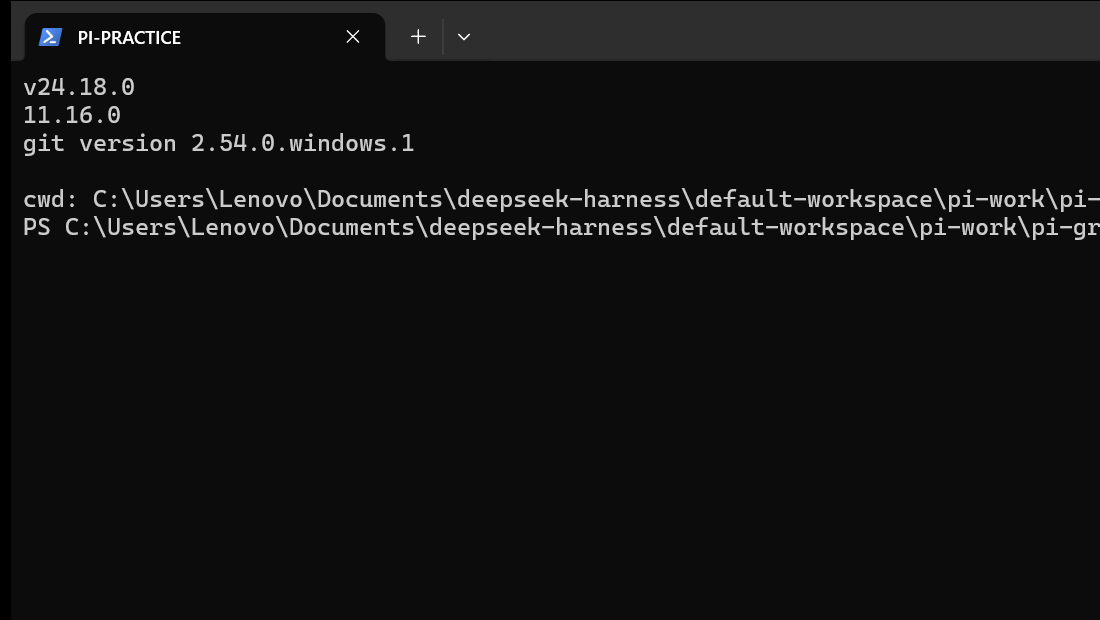 PI-PRACTICE
v24.18.0
11.16.0
git version 2.54.0.windows.1
cwd: C:\Users\Lenovo\Documents\deepseek-harness\default-workspace\pi-work\pi-
PS C:\Users\Lenovo\Documents\deepseek-harness\default-workspace\pi-work\pi-gr